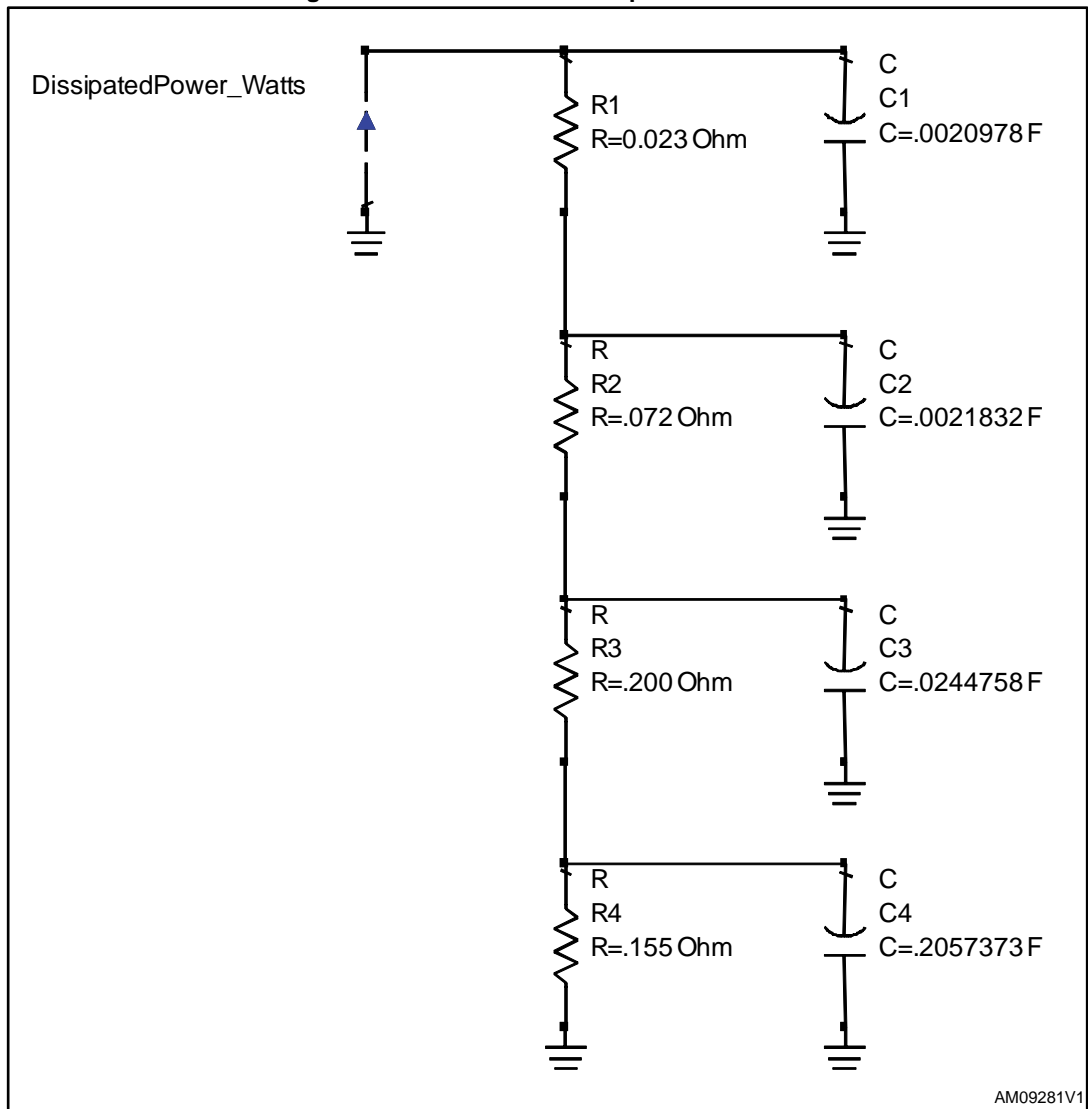 DissipatedPower_Watts
R1
R=0.023 Ohm
C
C1
C=.0020978 F
R
R2
R=.072 Ohm
C
C2
C=.0021832 F
R
R3
R=.200 Ohm
C
C3
C=.0244758 F
R
R4
R=.155 Ohm
C
C4
C=.2057373 F
AM09281V1